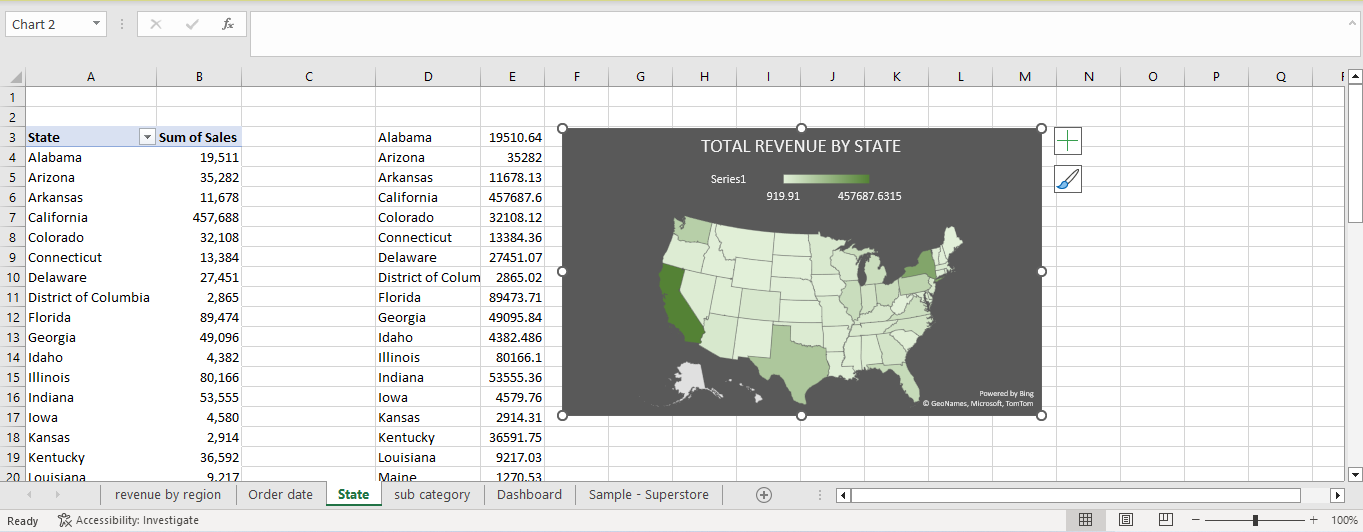 Chart 2 fx
A B C D E F G H I J K L M N O P Q
1
2
3 State Sum of Sales Alabama 19510.64
4 Alabama 19,511 Arizona 35282
5 Arizona 35,282 Arkansas 11678.13
6 Arkansas 11,678 California 457687.6
7 California 457,688 Colorado 32108.12
8 Colorado 32,108 Connecticut 13384.36
9 Connecticut 13,384 Delaware 27451.07
10 Delaware 27,451 District of Colum 2865.02
11 District of Columbia 2,865 Florida 89473.71
12 Florida 89,474 Georgia 49095.84
13 Georgia 49,096 Idaho 4382.486
14 Idaho 4,382 Illinois 80166.1
15 Illinois 80,166 Indiana 53555.36
16 Indiana 53,555 Iowa 4579.76
17 Iowa 4,580 Kansas 2914.31
18 Kansas 2,914 Kentucky 36591.75
19 Kentucky 36,592 Louisiana 9217.03
20 Louisiana 9,217 Maine 1270.53
TOTAL REVENUE BY STATE
Series1
919.91 457687.6315
Powered by Bing
© GeoNames, Microsoft, TomTom
revenue by region Order date State sub category Dashboard Sample - Superstore
Ready Accessibility: Investigate 100%